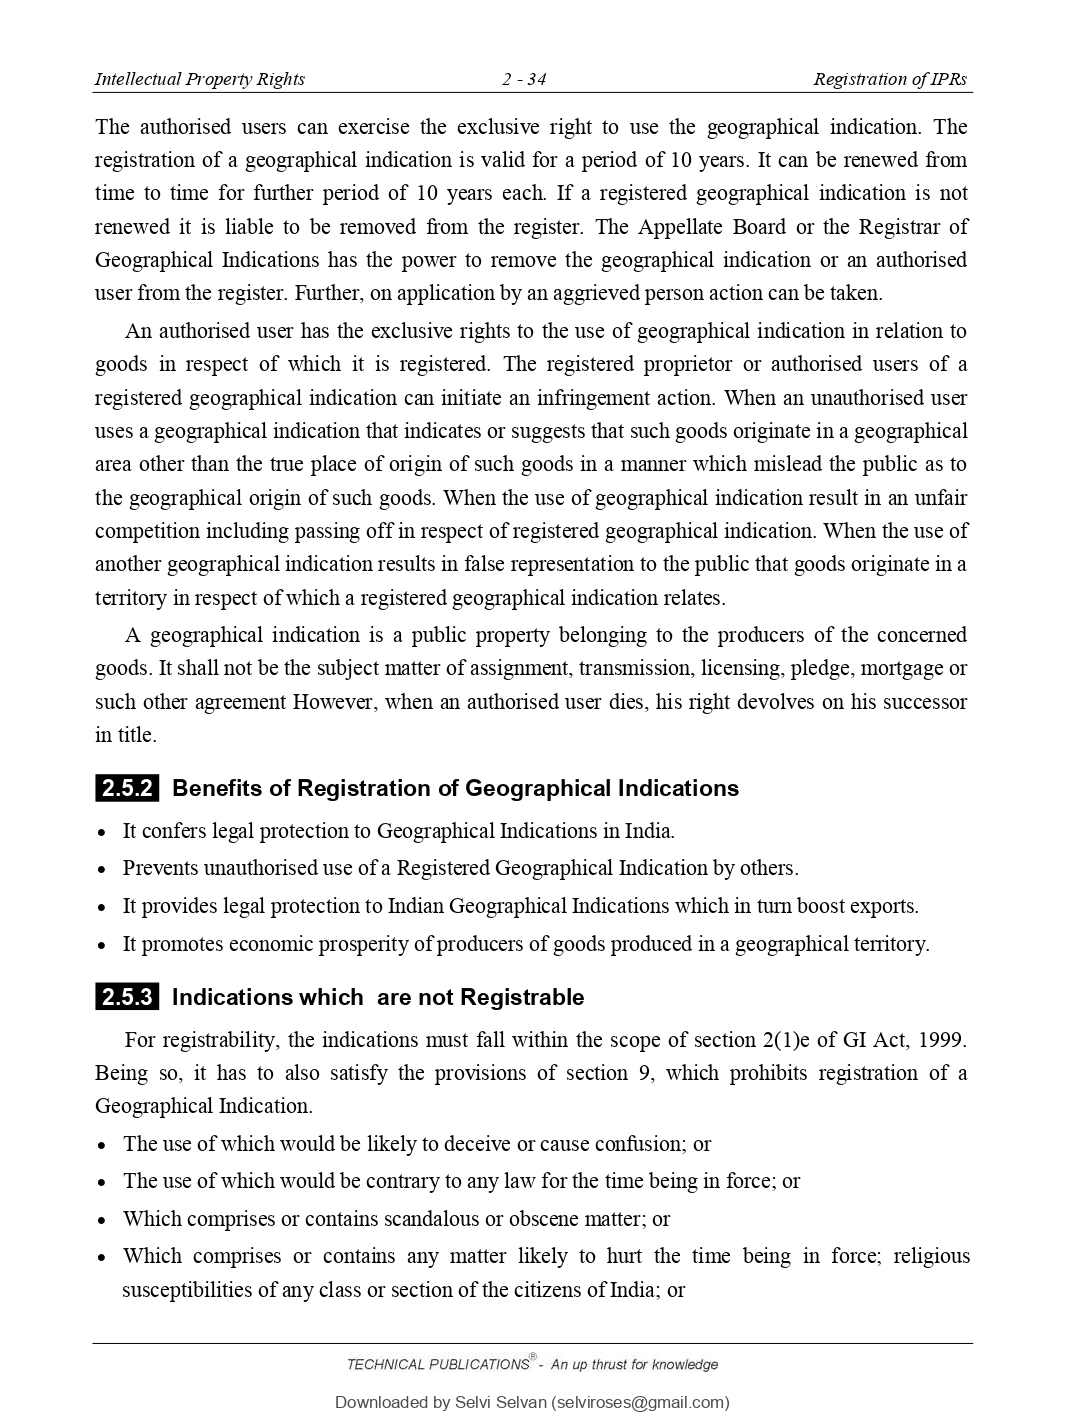 Intellectual Property Rights 2 - 34 Registration of IPRs
The authorised users can exercise the exclusive right to use the geographical indication. The
registration of a geographical indication is valid for a period of 10 years. It can be renewed from
time to time for further period of 10 years each. If a registered geographical indication is not
renewed it is liable to be removed from the register. The Appellate Board or the Registrar of
Geographical Indications has the power to remove the geographical indication or an authorised
user from the register. Further, on application by an aggrieved person action can be taken.
An authorised user has the exclusive rights to the use of geographical indication in relation to
goods in respect of which it is registered. The registered proprietor or authorised users of a
registered geographical indication can initiate an infringement action. When an unauthorised user
uses a geographical indication that indicates or suggests that such goods originate in a geographical
area other than the true place of origin of such goods in a manner which mislead the public as to
the geographical origin of such goods. When the use of geographical indication result in an unfair
competition including passing off in respect of registered geographical indication. When the use of
another geographical indication results in false representation to the public that goods originate in a
territory in respect of which a registered geographical indication relates.
A geographical indication is a public property belonging to the producers of the concerned
goods. It shall not be the subject matter of assignment, transmission, licensing, pledge, mortgage or
such other agreement However, when an authorised user dies, his right devolves on his successor
in title.
2.5.2 Benefits of Registration of Geographical Indications
• It confers legal protection to Geographical Indications in India.
• Prevents unauthorised use of a Registered Geographical Indication by others.
• It provides legal protection to Indian Geographical Indications which in turn boost exports.
• It promotes economic prosperity of producers of goods produced in a geographical territory.
2.5.3 Indications which are not Registrable
For registrability, the indications must fall within the scope of section 2(1)e of GI Act, 1999.
Being so, it has to also satisfy the provisions of section 9, which prohibits registration of a
Geographical Indication.
• The use of which would be likely to deceive or cause confusion; or
• The use of which would be contrary to any law for the time being in force; or
• Which comprises or contains scandalous or obscene matter; or
• Which comprises or contains any matter likely to hurt the time being in force; religious
susceptibilities of any class or section of the citizens of India; or
TECHNICAL PUBLICATIONS® - An up thrust for knowledge
Downloaded by Selvi Selvan (selviroses@gmail.com)